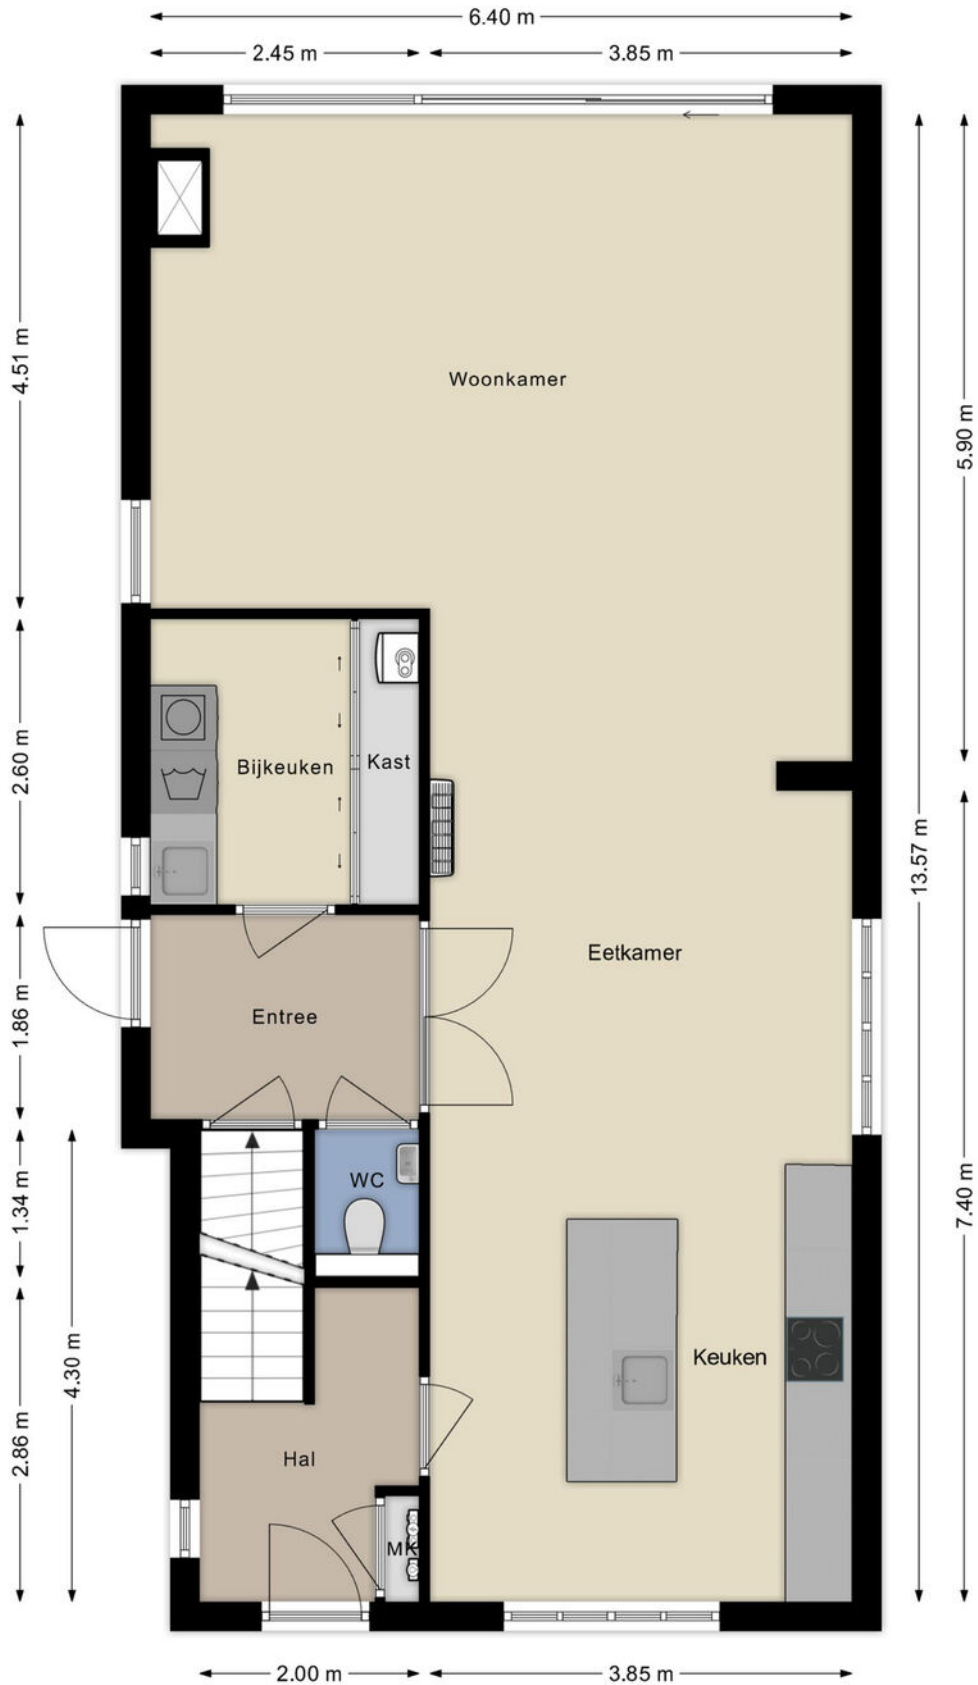 6.40 m
2.45 m
3.85 m
4.51 m
Woonkamer
5.90 m
2.60 m
Bijkeuken
Kast
13.57 m
Eetkamer
1.86 m
Entree
1.34 m
WC
7.40 m
4.30 m
Keuken
2.86 m
Hal
MK
2.00 m
3.85 m